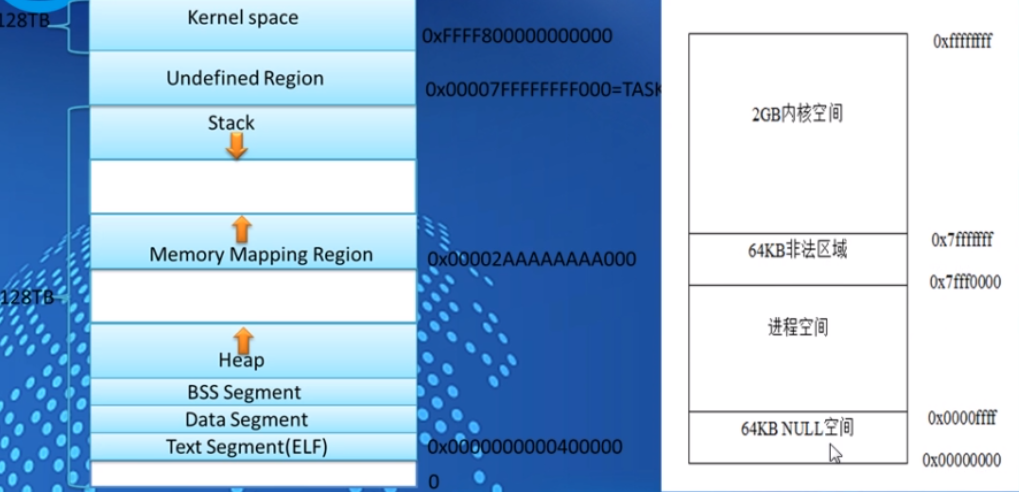 128TB
Kernel space
0xFFFF800000000000
Undefined Region
0x00007FFFFFFFF000=TASK
Stack
Memory Mapping Region
0x00002AAAAAAAA000
128TB
Heap
BSS Segment
Data Segment
Text Segment(ELF)
0x0000000000400000
0
0xffffffff
2GB内核空间
0x7fffffff
64KB非法区域
0x7fff0000
进程空间
0x0000ffff
64KB NULL空间
0x00000000